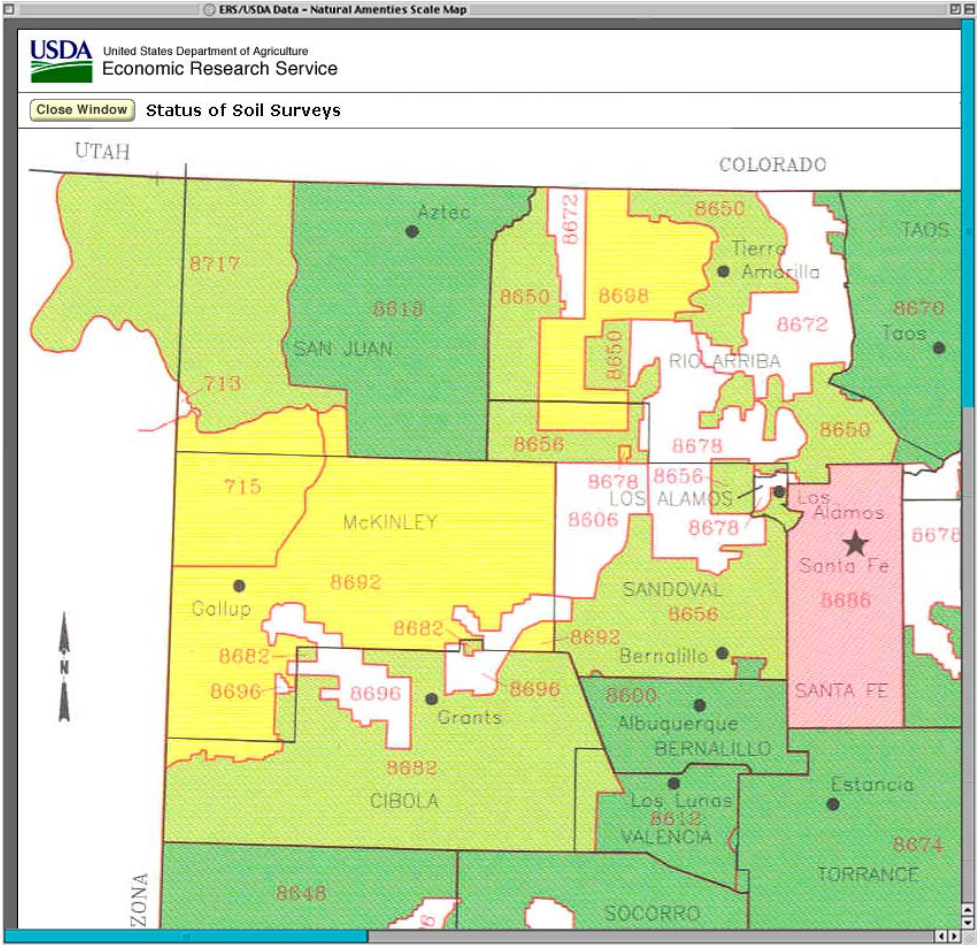 ERS/USDA Data – Natural Amenties Scale Map
USDA
United States Department of Agriculture
Economic Research Service
Close Window
Status of Soil Surveys
UTAH
COLORADO
8672
8650
Aztec
TAOS
Tierra
Amarilla
8717
8650
8698
8618
8670
8672
Taos
SAN JUAN
8650
RIO ARRIBA
713
8650
8656
8678
8678
8656
715
LOS ALAMOS
Los
Alamos
McKINLEY
8606
8678
8678
Santa Fe
8692
SANDOVAL
8686
Gallup
8656
8682
8692
8682
Bernalillo
8696
8696
8696
8600
SANTA FE
Grants
Albuquerque
BERNALILLO
8682
Estancia
CIBOLA
Los Lunas
8612
VALENCIA
8674
TORRANCE
8648
ZONA
SOCORRO
N